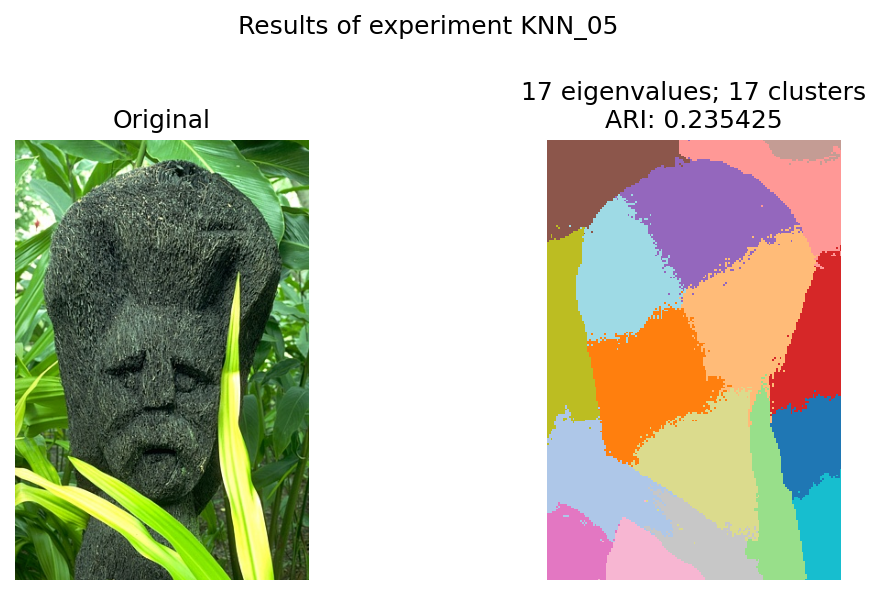 Results of experiment KNN_05
Original
17 eigenvalues; 17 clusters
ARI: 0.235425